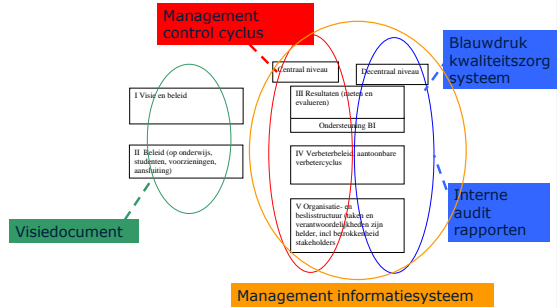 Management
control cyclus
Blauwdruk
kwaliteitszorg
systeem
Centraal niveau
Decentraal niveau
I Visie en beleid
III Resultaten (meten en
evalueren)
Ondersteuning BI
II Beleid (op onderwijs,
studenten, voorzieningen,
aansluiting)
IV Verbeterbeleid, aantoonbare
verbetercyclus
V Organisatie- en
beslisstructuur (taken en
verantwoordelijkheden zijn
helder, incl betrokkenheid
stakeholders
Interne
audit
rapporten
Visiedocument
Management informatiesysteem